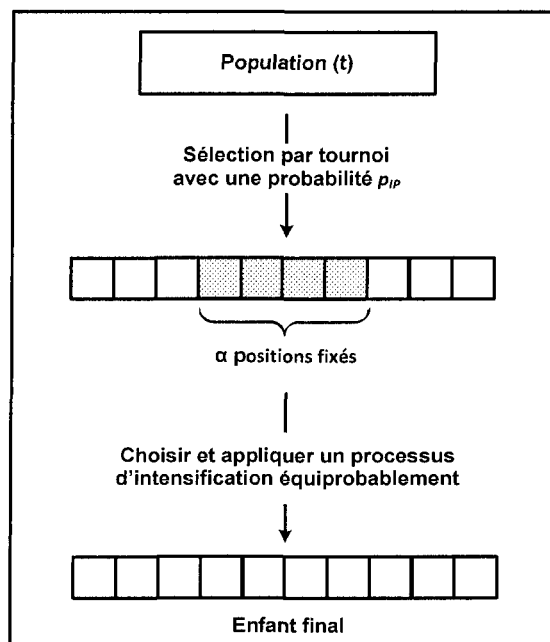 Population (t)
Sélection par tournoi
avec une probabilité pIP
α positions fixés
Choisir et appliquer un processus
d'intensification équiprobablement
Enfant final